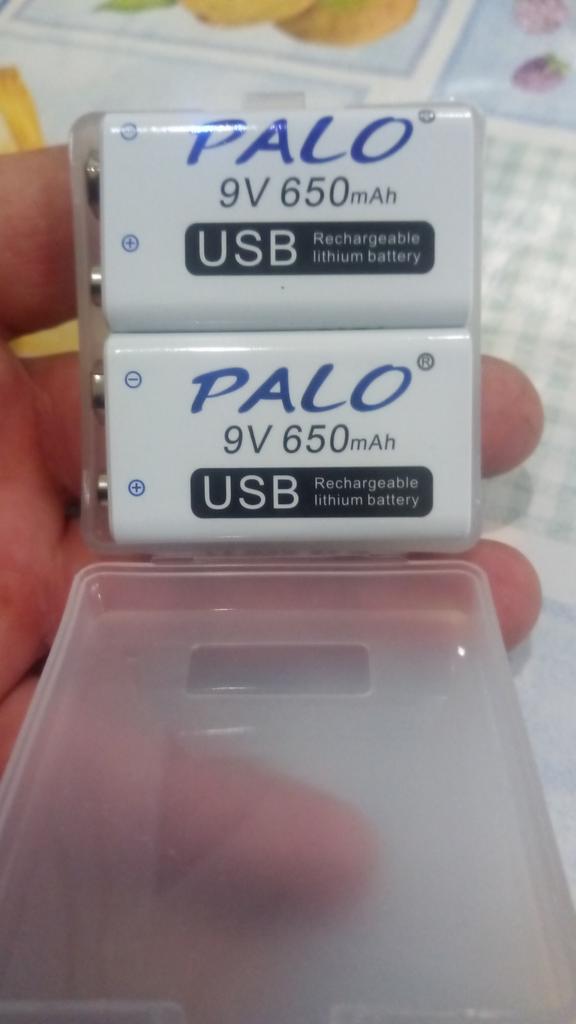 PALO®
9V 650mAh
USB Rechargeable
lithium battery
PALO®
9V 650mAh
USB Rechargeable
lithium battery